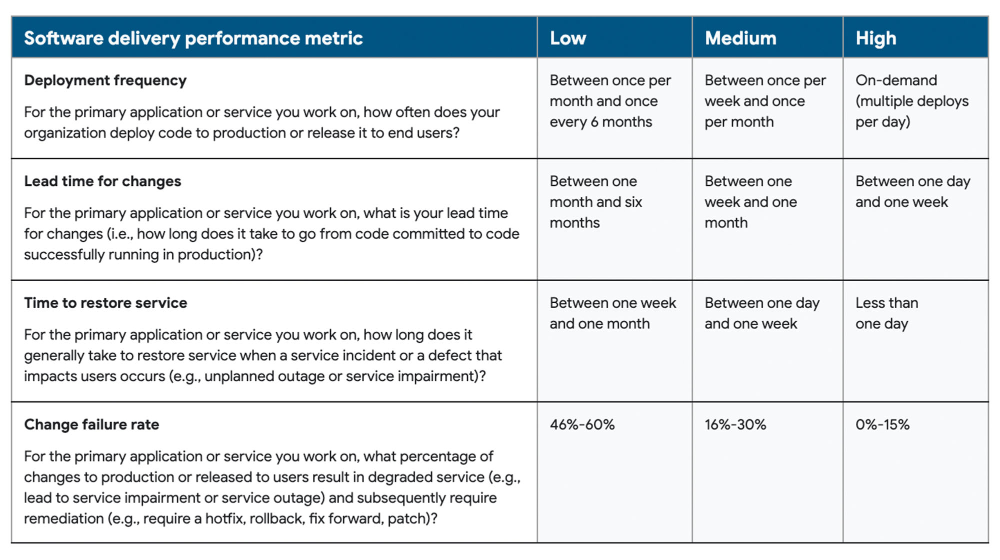 Software delivery performance metric
Low
Medium
High
Deployment frequency
For the primary application or service you work on, how often does your
organization deploy code to production or release it to end users?
Between once per
month and once
every 6 months
Between once per
week and once
per month
On-demand
(multiple deploys
per day)
Lead time for changes
For the primary application or service you work on, what is your lead time
for changes (i.e., how long does it take to go from code committed to code
successfully running in production)?
Between one
month and six
months
Between one
week and one
month
Between one day
and one week
Time to restore service
For the primary application or service you work on, how long does it
generally take to restore service when a service incident or a defect that
impacts users occurs (e.g., unplanned outage or service impairment)?
Between one week
and one month
Between one day
and one week
Less than
one day
Change failure rate
For the primary application or service you work on, what percentage of
changes to production or released to users result in degraded service (e.g.,
lead to service impairment or service outage) and subsequently require
remediation (e.g., require a hotfix, rollback, fix forward, patch)?
46%-60%
16%-30%
0%-15%